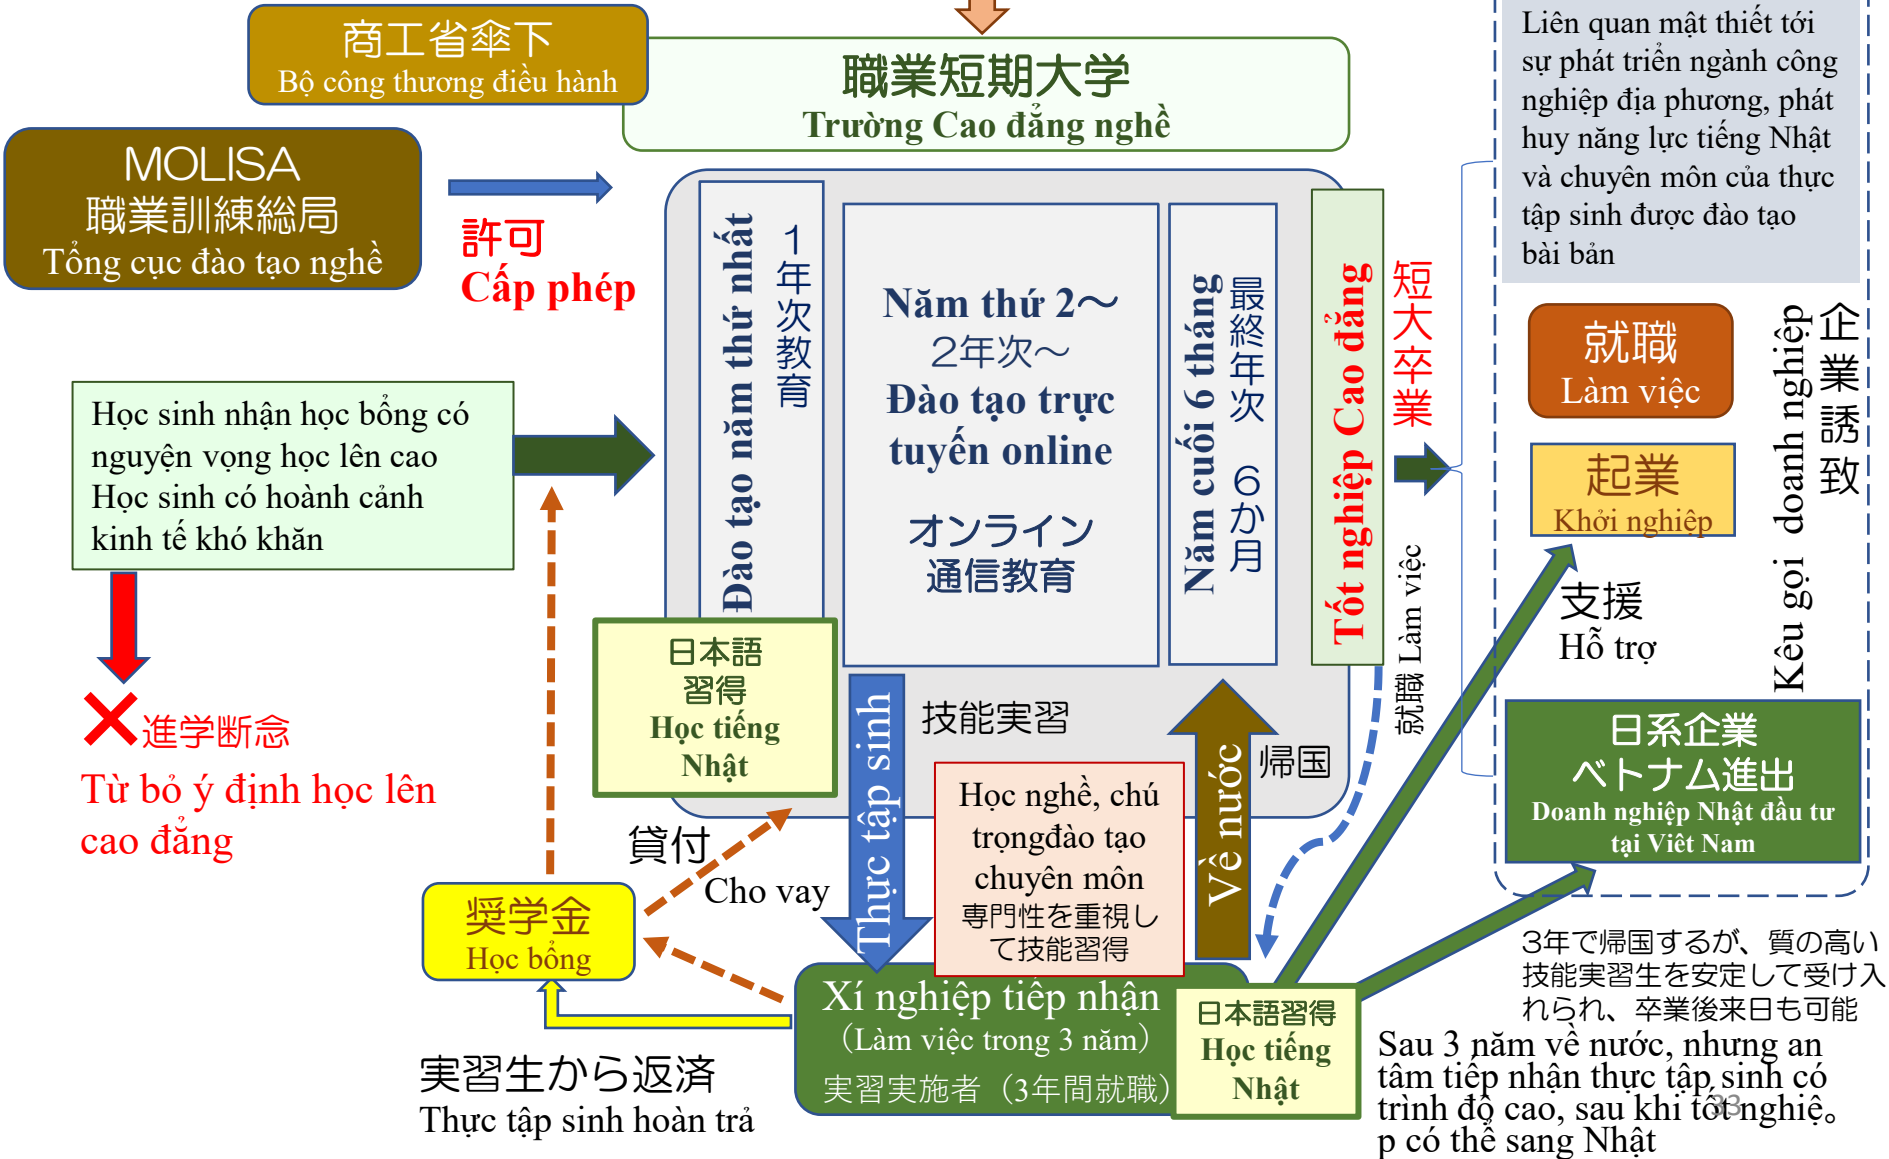 商工省傘下
Bộ công thương điều hành
職業短期大学
Trường Cao đẳng nghề
MOLISA
職業訓練総局
Tổng cục đào tạo nghề
許可
Cấp phép
Học sinh nhận học bổng có
nguyện vọng học lên cao
Học sinh có hoành cảnh
kinh tế khó khăn
進学断念
Từ bỏ ý định học lên
cao đẳng
Đào tạo năm thứ nhất
1年次教育
Năm thứ 2～
2年次～
Đào tạo trực
tuyến online
オンライン
通信教育
Năm cuối 6 tháng
最終年次 6か月
Tốt nghiệp Cao đẳng
短大卒業
就職 Làm việc
日本語
習得
Học tiếng
Nhật
Thực tập sinh
技能実習
Học nghề, chú
trọngđào tạo
chuyên môn
専門性を重視し
て技能習得
Về nước
帰国
貸付
Cho vay
奨学金
Học bổng
実習生から返済
Thực tập sinh hoàn trả
Xí nghiệp tiếp nhận
（Làm việc trong 3 năm）
実習実施者（3年間就職）
日本語習得
Học tiếng
Nhật
Liên quan mật thiết tới
sự phát triển ngành công
nghiệp địa phương, phát
huy năng lực tiếng Nhật
và chuyên môn của thực
tập sinh được đào tạo
bài bản
就職
Làm việc
起業
Khởi nghiệp
支援
Hỗ trợ
Kêu gọi doanh nghiệp
企業誘致
日系企業
ベトナム進出
Doanh nghiệp Nhật đầu tư
tại Việt Nam
3年で帰国するが、質の高い
技能実習生を安定して受け入
れられ、卒業後来日も可能
Sau 3 năm về nước, nhưng an
tâm tiếp nhận thực tập sinh có
trình độ cao, sau khi tốt nghiệ。
p có thể sang Nhật
33